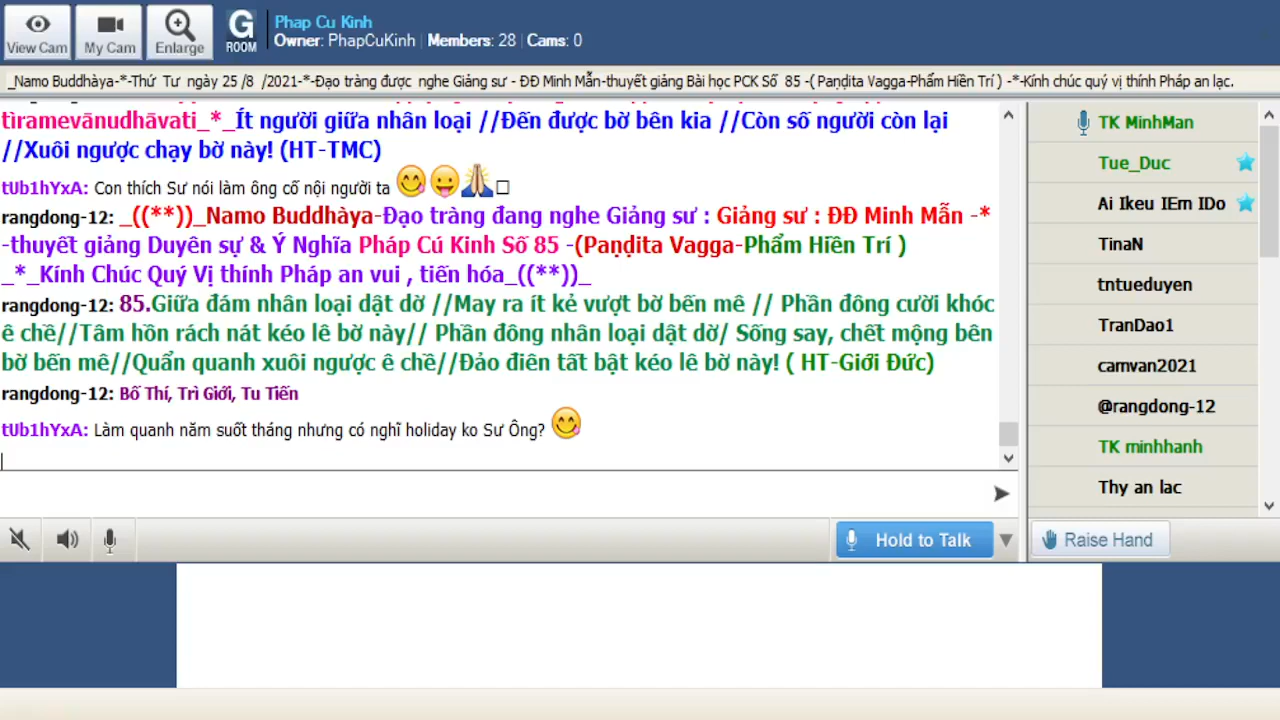 View Cam
My Cam
Enlarge
G
ROOM
Phap Cu Kinh
Owner: PhapCuKinh | Members: 28 | Cams: 0
_Namo Buddhàya-*-Thứ Tư ngày 25 /8 /2021-*-Đạo tràng được nghe Giảng sư - ĐĐ Minh Mẫn-thuyết giảng Bài học PCK Số 85 -( Paṇḍita Vagga-Phẩm Hiền Trí ) -*-Kính chúc quý vị thính Pháp an lạc.
tìramevānudhāvati_*_Ít người giữa nhân loại //Đến được bờ bên kia //Còn số người còn lại
//Xuôi ngược chạy bờ này! (HT-TMC)
tUb1hYxA: Con thích Sư nói làm ông cố nội người ta
rangdong-12: _((**))_Namo Buddhàya-Đạo tràng đang nghe Giảng sư : Giảng sư : ĐĐ Minh Mẫn -*
-thuyết giảng Duyên sự & Ý Nghĩa Pháp Cú Kinh Số 85 -(Paṇḍita Vagga-Phẩm Hiền Trí )
_*_Kính Chúc Quý Vị thính Pháp an vui , tiến hóa_((**))_
rangdong-12: 85.Giữa đám nhân loại dật dờ //May ra ít kẻ vượt bờ bến mê // Phần đông cười khóc
ê chề//Tâm hồn rách nát kéo lê bờ này// Phần đông nhân loại dật dờ/ Sống say, chết mộng bên
bờ bến mê//Quẩn quanh xuôi ngược ê chề//Đảo điên tất bật kéo lê bờ này! ( HT-Giới Đức)
rangdong-12: Bố Thí, Trì Giới, Tu Tiến
tUb1hYxA: Làm quanh năm suốt tháng nhưng có nghĩ holiday ko Sư Ông?
TK MinhMan
Tue_Duc
Ai Ikeu IEm IDo
TinaN
tntueduyen
TranDao1
camvan2021
@rangdong-12
TK minhhanh
Thy an lac
Hold to Talk
Raise Hand